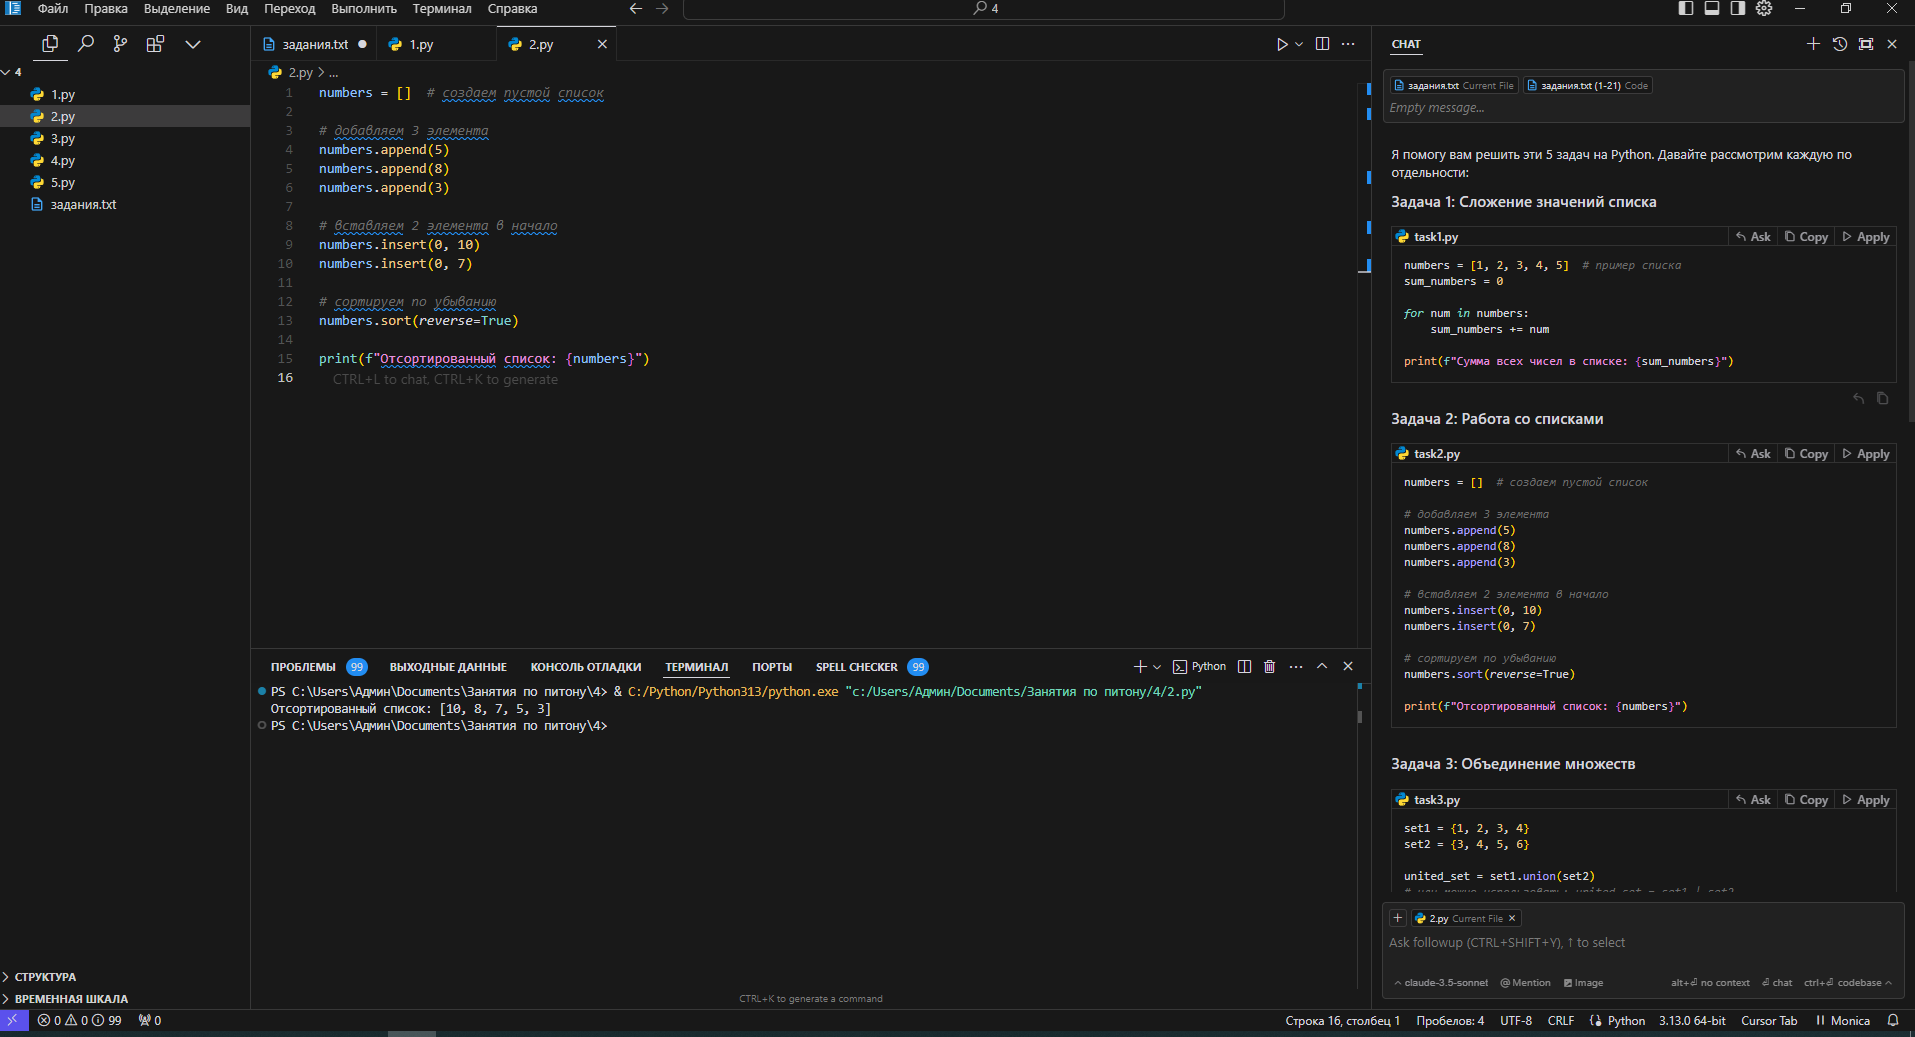 Файл Правка Выделение Вид Переход Выполнить Терминал Справка
4
4
1.py
2.py
3.py
4.py
5.py
задания.txt
СТРУКТУРА
ВРЕМЕННАЯ ШКАЛА
задания.txt 1.py 2.py
2.py > ...
1 numbers = []  # создаем пустой список
2
3 # добавляем 3 элемента
4 numbers.append(5)
5 numbers.append(8)
6 numbers.append(3)
7
8 # вставляем 2 элемента в начало
9 numbers.insert(0, 10)
10 numbers.insert(0, 7)
11
12 # сортируем по убыванию
13 numbers.sort(reverse=True)
14
15 print(f"Отсортированный список: {numbers}")
16 CTRL+L to chat, CTRL+K to generate
ПРОБЛЕМЫ 99 ВЫХОДНЫЕ ДАННЫЕ КОНСОЛЬ ОТЛАДКИ ТЕРМИНАЛ ПОРТЫ SPELL CHECKER 99 Python
PS C:\Users\Админ\Documents\Занятия по питону\4> & C:/Python/Python313/python.exe "c:/Users/Админ/Documents/Занятия по питону/4/2.py"
Отсортированный список: [10, 8, 7, 5, 3]
PS C:\Users\Админ\Documents\Занятия по питону\4>
CTRL+K to generate a command
CHAT
задания.txt Current File задания.txt (1-21) Code
Empty message...
Я помогу вам решить эти 5 задач на Python. Давайте рассмотрим каждую по
отдельности:
Задача 1: Сложение значений списка
task1.py Ask Copy Apply
numbers = [1, 2, 3, 4, 5]  # пример списка
sum_numbers = 0
for num in numbers:
    sum_numbers += num
print(f"Сумма всех чисел в списке: {sum_numbers}")
Задача 2: Работа со списками
task2.py Ask Copy Apply
numbers = []  # создаем пустой список
# добавляем 3 элемента
numbers.append(5)
numbers.append(8)
numbers.append(3)
# вставляем 2 элемента в начало
numbers.insert(0, 10)
numbers.insert(0, 7)
# сортируем по убыванию
numbers.sort(reverse=True)
print(f"Отсортированный список: {numbers}")
Задача 3: Объединение множеств
task3.py Ask Copy Apply
set1 = {1, 2, 3, 4}
set2 = {3, 4, 5, 6}
united_set = set1.union(set2)
# или можно использовать: united_set = set1 | set2
2.py Current File
Ask followup (CTRL+SHIFT+Y), ↑ to select
claude-3.5-sonnet @ Mention Image alt+⏎ no context ⏎ chat ctrl+⏎ codebase
0 0 99 0 Строка 16, столбец 1 Пробелов: 4 UTF-8 CRLF Python 3.13.0 64-bit Cursor Tab Monica